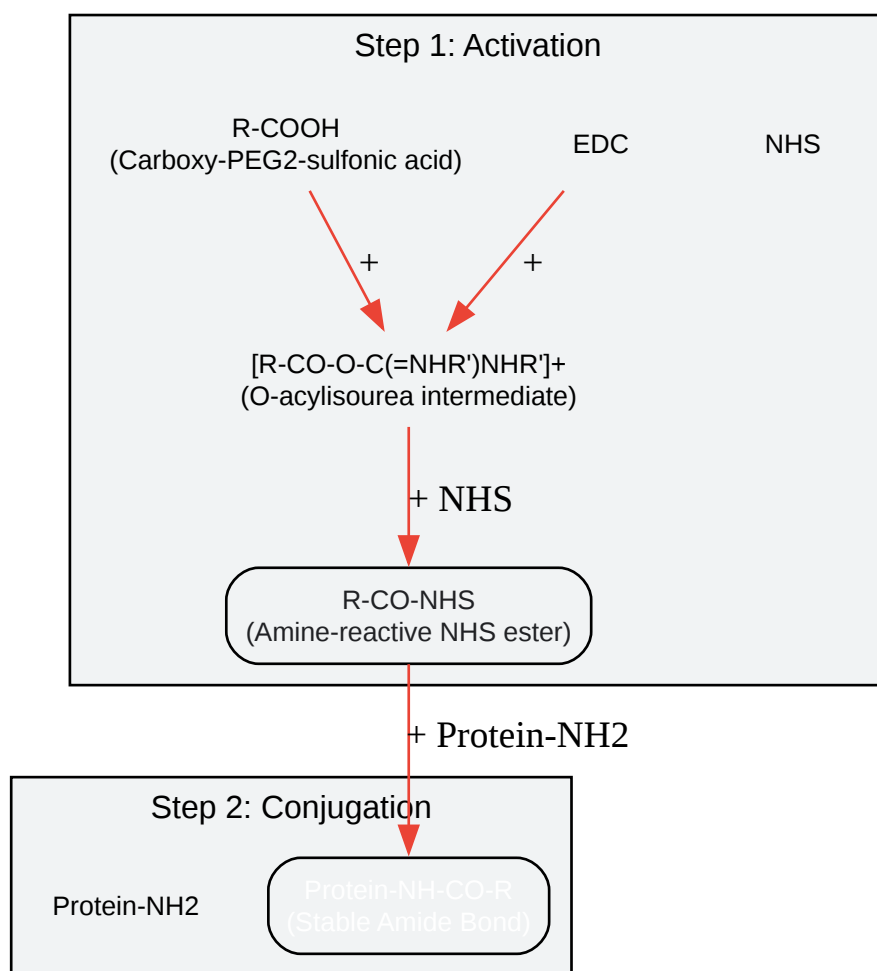 Step 1: Activation
R-COOH
(Carboxy-PEG2-sulfonic acid)
EDC
NHS
+
+
[R-CO-O-C(=NHR')NHR']+
(O-acylisourea intermediate)
+ NHS
R-CO-NHS
(Amine-reactive NHS ester)
+ Protein-NH2
Step 2: Conjugation
Protein-NH2
Protein-NH-CO-R
(Stable Amide Bond)